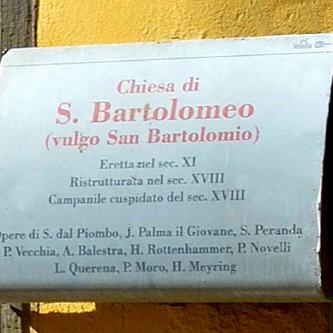 Chiesa di
S. Bartolomeo
(vulgo San Bartolomio)
Eretta nel sec. XI
Ristrutturata nel sec. XVIII
Campanile cuspidato del sec. XVIII
Opere di S. dal Piombo, J. Palma il Giovane, S. Peranda
P. Vecchia, A. Balestra, H. Rottenhammer, P. Novelli
L. Querena, P. Moro, H. Meyring